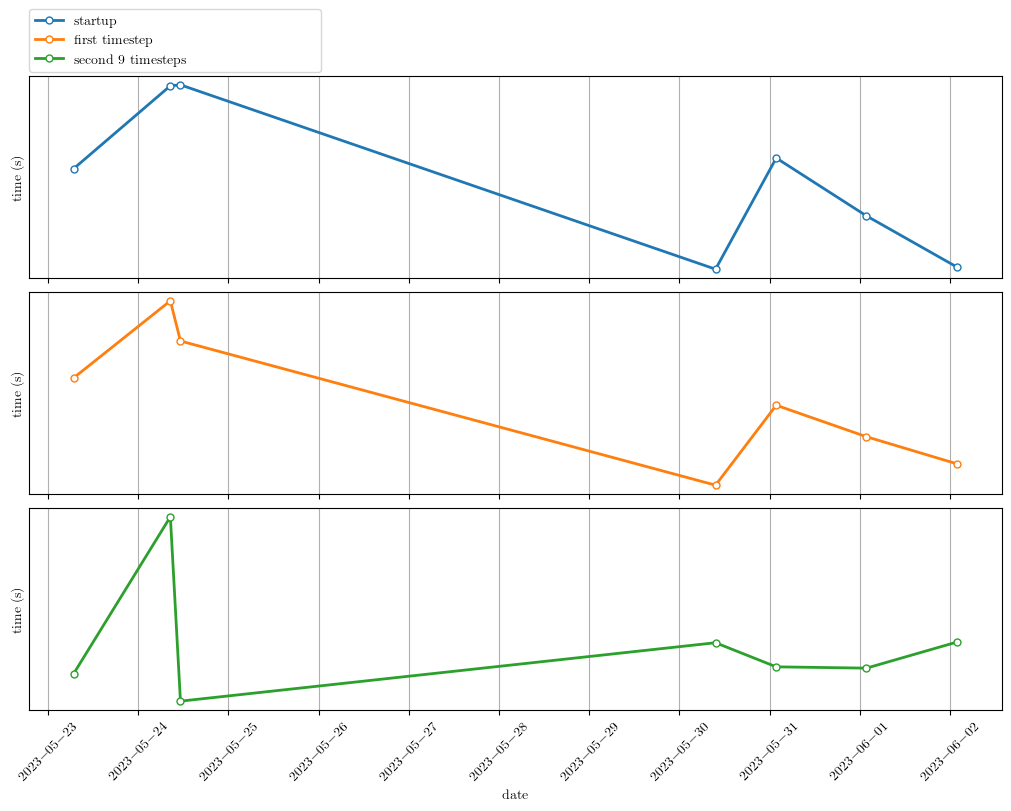 startup
first timestep
second 9 timesteps
time (s)
time (s)
time (s)
2023−05−23
2023−05−24
2023−05−25
2023−05−26
2023−05−27
2023−05−28
2023−05−29
2023−05−30
2023−05−31
2023−06−01
2023−06−02
date